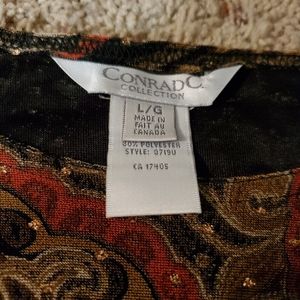 CONRAD C.
COLLECTION
L/G
MADE IN
FAIT AU
CANADA
80% POLYESTER
STYLE: 0719U
CA 17405